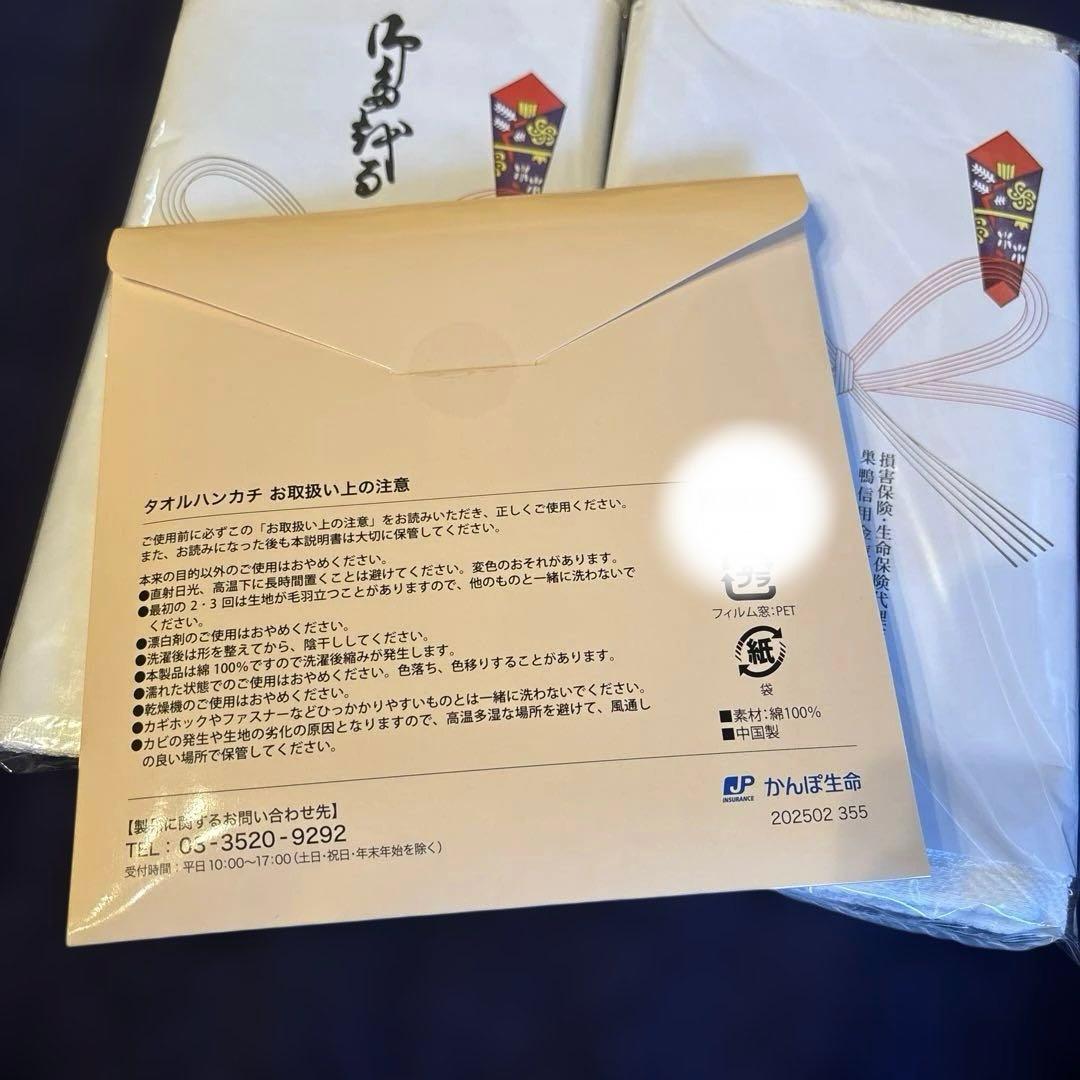 御多越る
タオルハンカチ お取扱い上の注意
ご使用前に必ずこの「お取扱い上の注意」をお読みいただき、正しくご使用ください。
また、お読みになった後も本説明書は大切に保管してください。
本来の目的以外のご使用はおやめください。
●直射日光、高温下に長時間置くことは避けてください。変色のおそれがあります。
●最初の2・3回は生地が毛羽立つことがありますので、他のものと一緒に洗わないで
ください。
●漂白剤のご使用はおやめください。
●洗濯後は形を整えてから、陰干ししてください。
●本製品は綿100%ですので洗濯後縮みが発生します。
●濡れた状態でのご使用はおやめください。色落ち、色移りすることがあります。
●乾燥機のご使用はおやめください。
●カギホックやファスナーなどひっかかりやすいものとは一緒に洗わないでください。
●カビの発生や生地の劣化の原因となりますので、高温多湿な場所を避けて、風通し
の良い場所で保管してください。
プラ
フィルム窓:PET
紙
袋
■素材:綿100%
■中国製
JP
INSURANCE
かんぽ生命
202502 355
【製品に関するお問い合わせ先】
TEL : 03-3520-9292
受付時間:平日10:00~17:00(土日・祝日・年末年始を除く)
損害保険・生命保険代理
巣鴨信用金